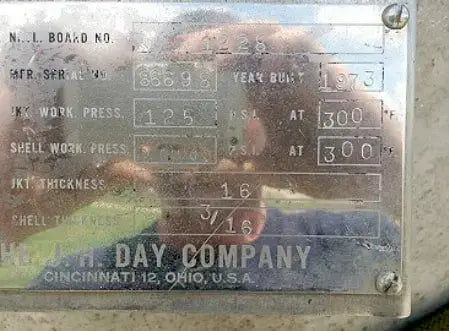 BOARD NO. 1228
MFR. SERIAL NO. YEAR BUILT 1973
JKT. WORK. PRESS. 125 P.S.I. AT 300 °F
SHELL WORK. PRESS. P.S.I. AT 300 °F
JKT. THICKNESS 16
SHELL THICKNESS 3/16
THE J. H. DAY COMPANY
CINCINNATI 12, OHIO, U.S.A.